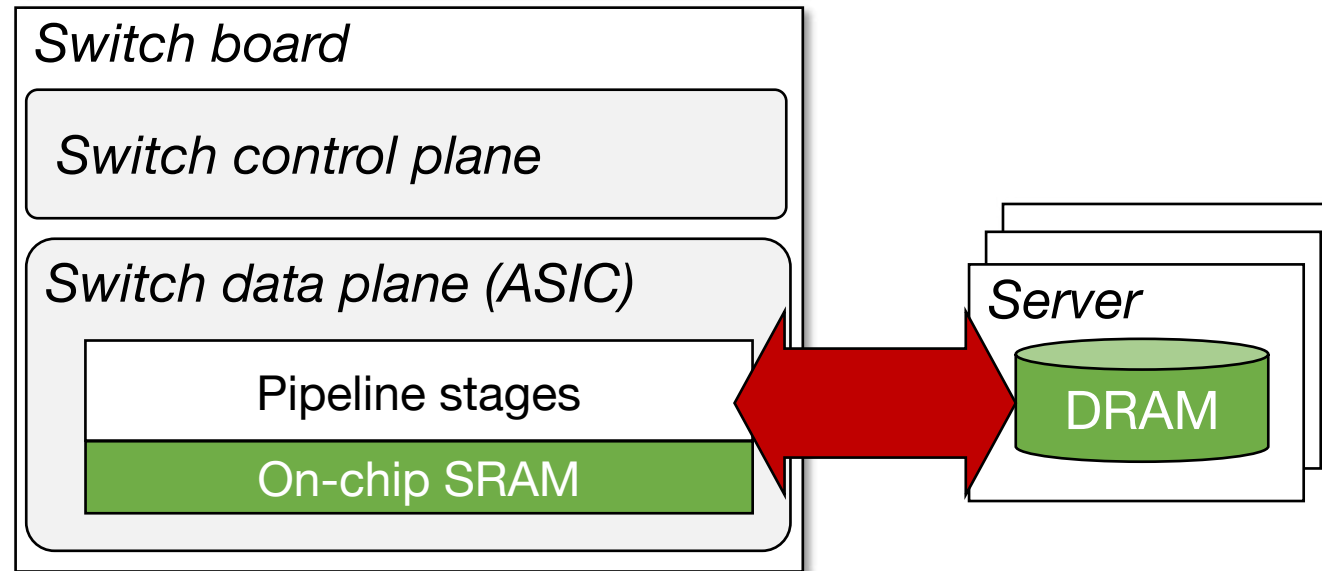 Switch board
Switch control plane
Switch data plane (ASIC)
Pipeline stages
On-chip SRAM
Server
DRAM